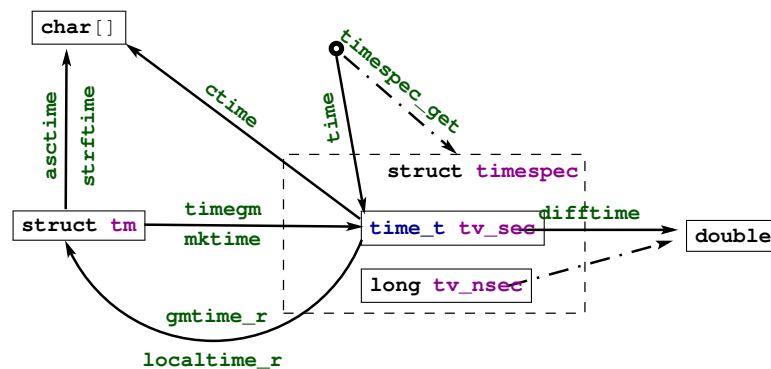 char[]
timespec_get
ctime
time
asctime
strftime
struct timespec
struct tm
timegm
mktime
time_t tv_sec
difftime
double
long tv_nsec
gmtime_r
localtime_r